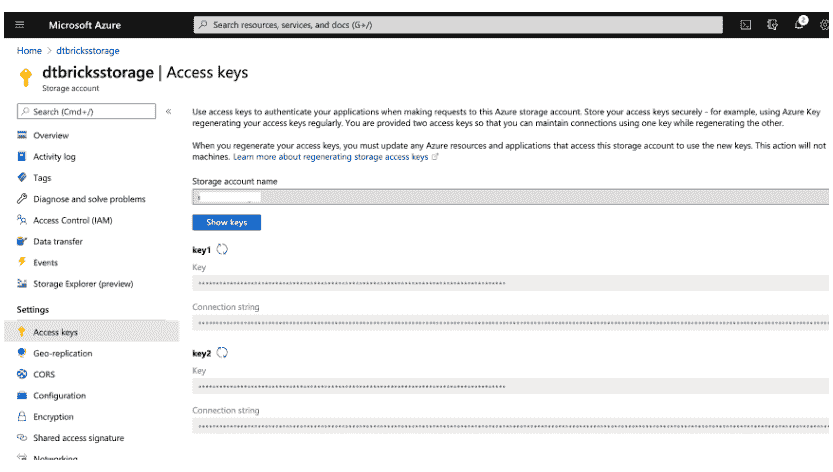 Microsoft Azure
Search resources, services, and docs (G+/)
2
Home > dtbricksstorage
dtbricksstorage | Access keys
Storage account
Search (Cmd+/)
«
Overview
Activity log
Tags
Diagnose and solve problems
Access Control (IAM)
Data transfer
Events
Storage Explorer (preview)
Settings
Access keys
Geo-replication
CORS
Configuration
Encryption
Shared access signature
Networking
Use access keys to authenticate your applications when making requests to this Azure storage account. Store your access keys securely - for example, using Azure Key
regenerating your access keys regularly. You are provided two access keys so that you can maintain connections using one key while regenerating the other.
When you regenerate your access keys, you must update any Azure resources and applications that access this storage account to use the new keys. This action will not
machines. Learn more about regenerating storage access keys
Storage account name
Show keys
key1
Key
Connection string
key2
Key
Connection string